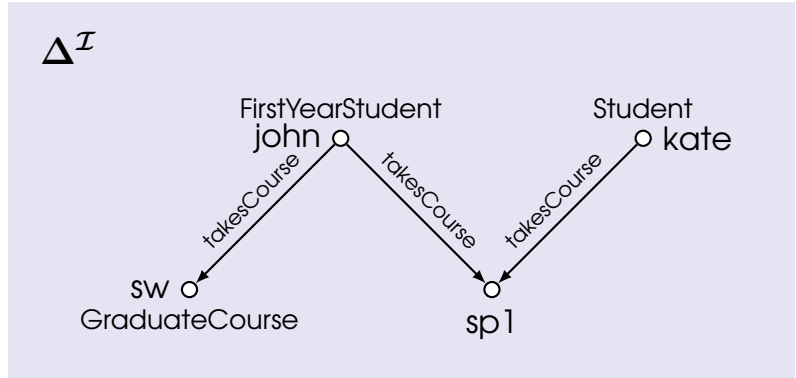 Δ^ℐ
FirstYearStudent
Student
john
kate
takesCourse
takesCourse
takesCourse
sw
GraduateCourse
sp1